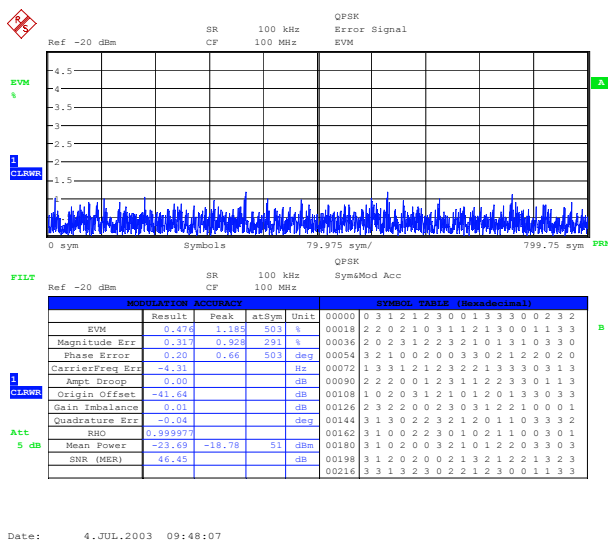 R S
QPSK
SR 100 kHz Error Signal
Ref -20 dBm CF 100 MHz EVM
4.5
EVM
A
4
%
3.5
3
2.5
1
2
CLRWR
1.5
1
0 sym Symbols 79.975 sym/ 799.75 sym
PRN
QPSK
FILT
SR 100 kHz Sym&Mod Acc
Ref -20 dBm CF 100 MHz
MODULATION ACCURACY SYMBOL TABLE (Hexadecimal)
Result Peak atSym Unit 00000 0 3 1 2 1 2 3 0 0 1 3 3 3 0 0 2 3 2
EVM 0.476 1.185 503 % 00018 2 2 0 2 1 0 3 1 1 2 1 3 0 0 1 1 3 3
B
Magnitude Err 0.317 0.928 291 % 00036 2 0 2 3 1 2 2 3 2 1 0 1 3 1 0 3 3 0
Phase Error 0.20 0.66 503 deg 00054 3 2 1 0 0 2 0 0 3 3 0 2 1 2 2 0 2 0
CarrierFreq Err -4.31 Hz 00072 1 3 3 1 2 1 2 3 2 2 1 3 3 3 0 3 1 3
1
Ampt Droop 0.00 dB 00090 2 2 2 0 0 1 2 3 1 1 2 2 3 3 0 1 1 3
CLRWR
Origin Offset -41.64 dB 00108 1 0 2 0 3 1 2 1 0 1 2 0 1 3 3 0 3 3
Gain Imbalance 0.01 dB 00126 2 3 2 2 0 0 2 3 0 3 1 2 2 1 0 0 0 1
Quadrature Err -0.04 deg 00144 3 1 3 0 2 2 3 2 1 2 0 1 1 0 3 3 3 2
RHO 0.999977 00162 3 1 0 0 2 2 3 0 1 0 2 1 1 0 0 3 0 1
Att
Mean Power -23.69 -18.78 51 dBm 00180 3 1 0 2 0 0 3 2 1 0 1 2 2 0 3 3 0 3
5 dB
SNR (MER) 46.45 dB 00198 3 1 2 0 2 0 0 2 1 3 2 1 2 2 1 3 2 3
00216 3 3 1 3 2 3 0 2 2 1 2 3 0 0 1 1 3 3
Date: 4.JUL.2003 09:48:07